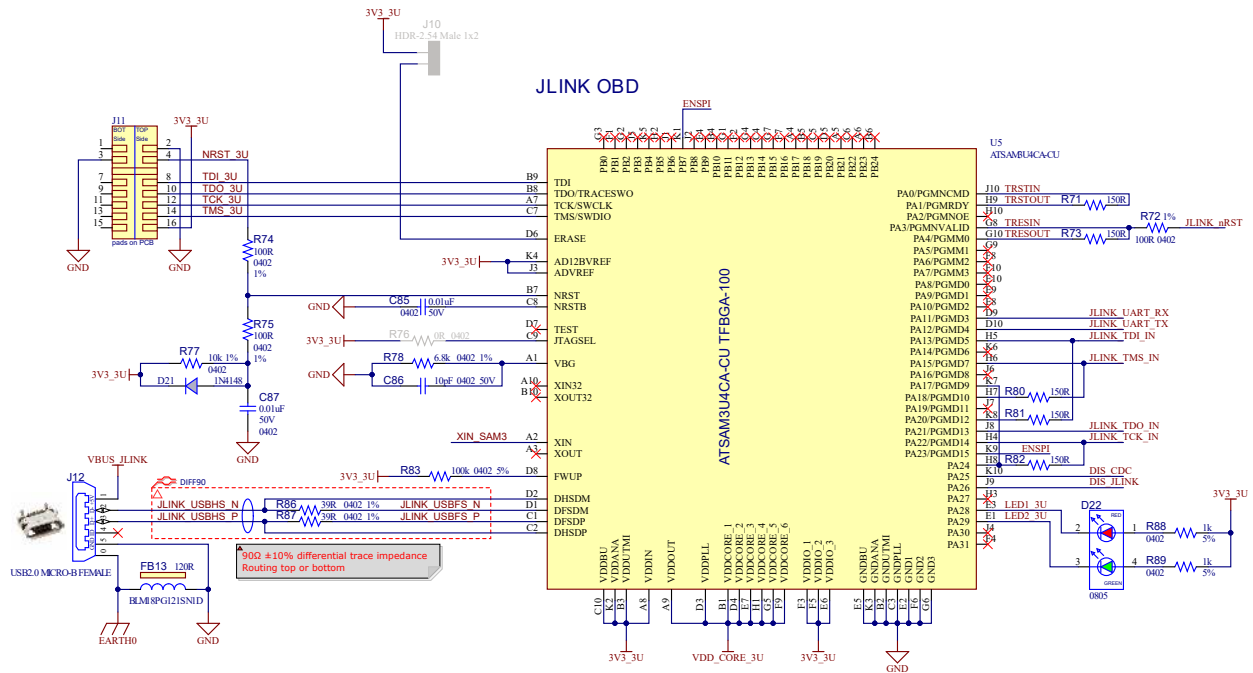 3V3_3U
J10
HDR-2.54 Male 1x2
JLINK OBD
ENSPI
J11
3V3_3U
BOT Side
TOP Side
1 2
3 4 NRST_3U
7 8 TDI_3U
9 10 TDO_3U
11 12 TCK_3U
13 14 TMS_3U
15 16
pads on PCB
GND
GND
R74
100R
0402
1%
R75
100R
0402
1%
R77
10k 1%
0402
3V3_3U
D21 1N4148
C87
0.01uF
50V
0402
GND
3V3_3U
GND C85 0.01uF
0402 50V
3V3_3U R76 0R 0402
GND R78 6.8k 0402 1%
C86 10pF 0402 50V
XIN_SAM3
3V3_3U R83 100k 0402 5%
U5
ATSAM3U4CA-CU
ATSAM3U4CA-CU TFBGA-100
PB0
PB1
PB2
PB3
PB4
PB5
PB6
PB7
PB8
PB9
PB10
PB11
PB12
PB13
PB14
PB15
PB16
PB17
PB18
PB19
PB20
PB21
PB22
PB23
PB24
B9 TDI
B8 TDO/TRACESWO
A7 TCK/SWCLK
C7 TMS/SWDIO
D6 ERASE
K4 AD12BVREF
J3 ADVREF
B7 NRST
C8 NRSTB
D7 TEST
C9 JTAGSEL
A1 VBG
A10 XIN32
B10 XOUT32
A2 XIN
A3 XOUT
D8 FWUP
D2 DHSDM
D1 DFSDM
C1 DFSDP
C2 DHSDP
PA0/PGMNCMD J10 TRSTIN
PA1/PGMRDY H9 TRSTOUT R71 150R
PA2/PGMNOE H10
PA3/PGMNVALID G8 TRESIN
PA4/PGMM0 G10 TRESOUT R73 150R
R72 1%
100R 0402
JLINK_nRST
PA5/PGMM1 G9
PA6/PGMM2
PA7/PGMM3
PA8/PGMD0
PA9/PGMD1
PA10/PGMD2
PA11/PGMD3 D9 JLINK_UART_RX
PA12/PGMD4 D10 JLINK_UART_TX
PA13/PGMD5 H5 JLINK_TDI_IN
PA14/PGMD6 K6
PA15/PGMD7 H6 JLINK_TMS_IN
PA16/PGMD8 J6
PA17/PGMD9 K7
PA18/PGMD10 H7 R80 150R
PA19/PGMD11 J7
PA20/PGMD12 K8 R81 150R
PA21/PGMD13 J8 JLINK_TDO_IN
PA22/PGMD14 H4 JLINK_TCK_IN
PA23/PGMD15 K9 ENSPI
PA24 H8 R82 150R
PA25 K10 DIS_CDC
PA26 J9 DIS_JLINK
PA27 H3
PA28 E3 LED1_3U
PA29 E1 LED2_3U
PA30 J4
PA31
D22
RED
2 1 R88 1k
0402 5%
3V3_3U
3 4 R89 1k
0402 5%
GREEN
0805
VBUS_JLINK
J12
1
2
3
4
5
0
USB2.0 MICRO-B FEMALE
DIFF90
JLINK_USBHS_N R86 39R 0402 1% JLINK_USBFS_N
JLINK_USBHS_P R87 39R 0402 1% JLINK_USBFS_P
90Ω ±10% differential trace impedance
Routing top or bottom
FB13 120R
BLM18PG121SN1D
EARTH0
GND
VDDBU
VDDANA
VDDUTMI
VDDIN
VDDOUT
VDDPLL
VDDCORE_1
VDDCORE_2
VDDCORE_3
VDDCORE_4
VDDCORE_5
VDDCORE_6
VDDIO_1
VDDIO_2
VDDIO_3
GNDBU
GNDANA
GNDUTMI
GNDPLL
GND1
GND2
GND3
C10 K2 B3 A8 A9 D3 B1 D4 E7 H1 G5 F9 F3 F5 E6 E5 K3 B2 C3 E2 F6 G6
3V3_3U
VDD_CORE_3U
3V3_3U
GND